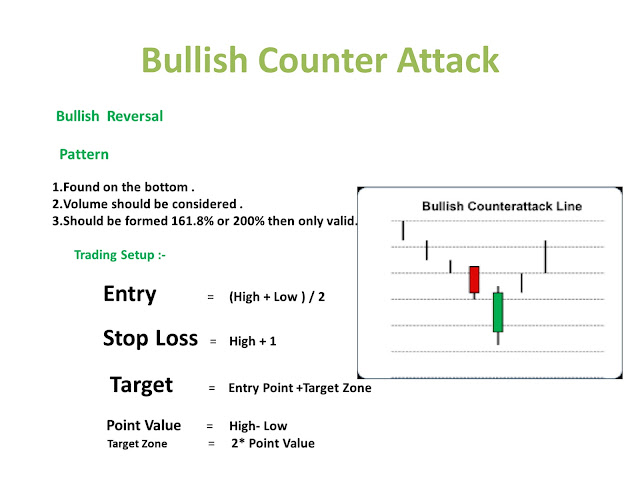 Bullish Counter Attack
Bullish Reversal
Pattern
1.Found on the bottom .
2.Volume should be considered .
3.Should be formed 161.8% or 200% then only valid.
Bullish Counterattack Line
Trading Setup :-
Entry = (High + Low ) / 2
Stop Loss = High + 1
Target = Entry Point +Target Zone
Point Value = High- Low
Target Zone = 2* Point Value